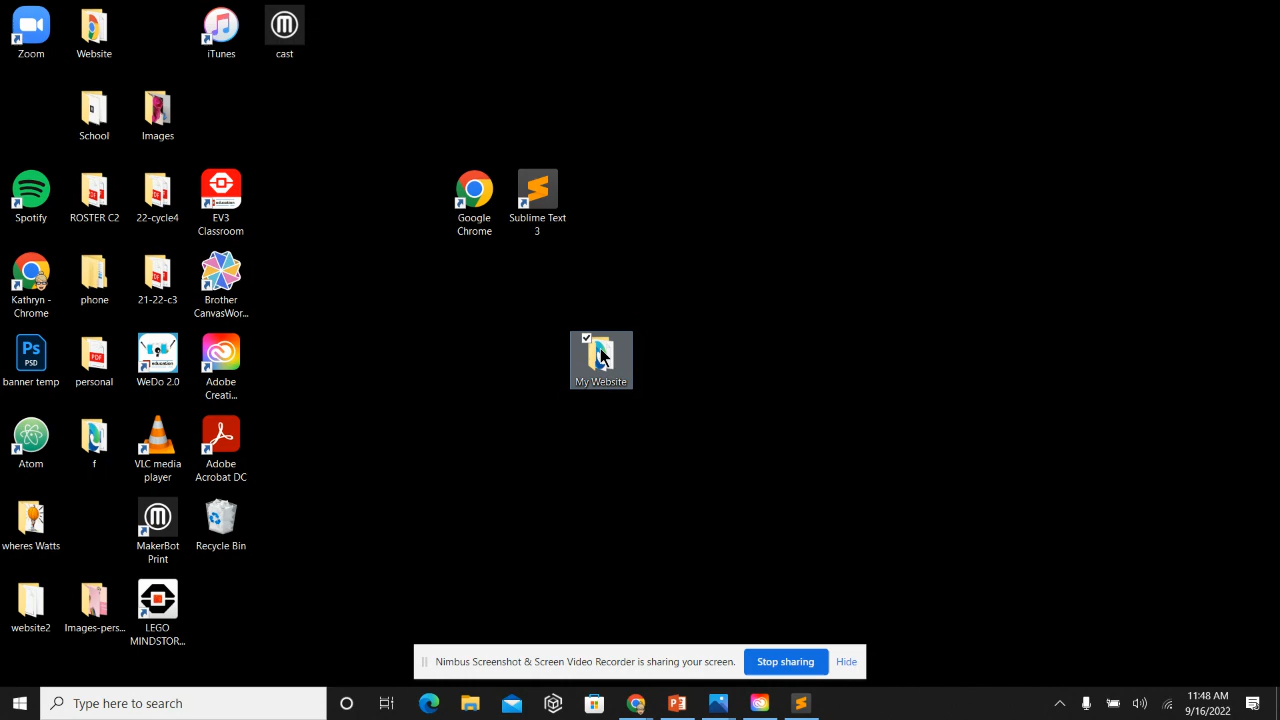 Zoom
Website
iTunes
cast
School
Images
Spotify
ROSTER C2
22-cycle4
EV3
Classroom
Google
Chrome
Sublime Text
3
Kathryn -
Chrome
phone
21-22-c3
Brother
CanvasWor...
Ps
PSD
banner temp
PDF
personal
WeDo 2.0
Adobe
Creati...
My Website
Atom
f
VLC media
player
Adobe
Acrobat DC
wheres Watts
MakerBot
Print
Recycle Bin
website2
Images-pers...
LEGO
MINDSTOR...
Nimbus Screenshot & Screen Video Recorder is sharing your screen.
Stop sharing
Hide
Type here to search
11:48 AM
9/16/2022